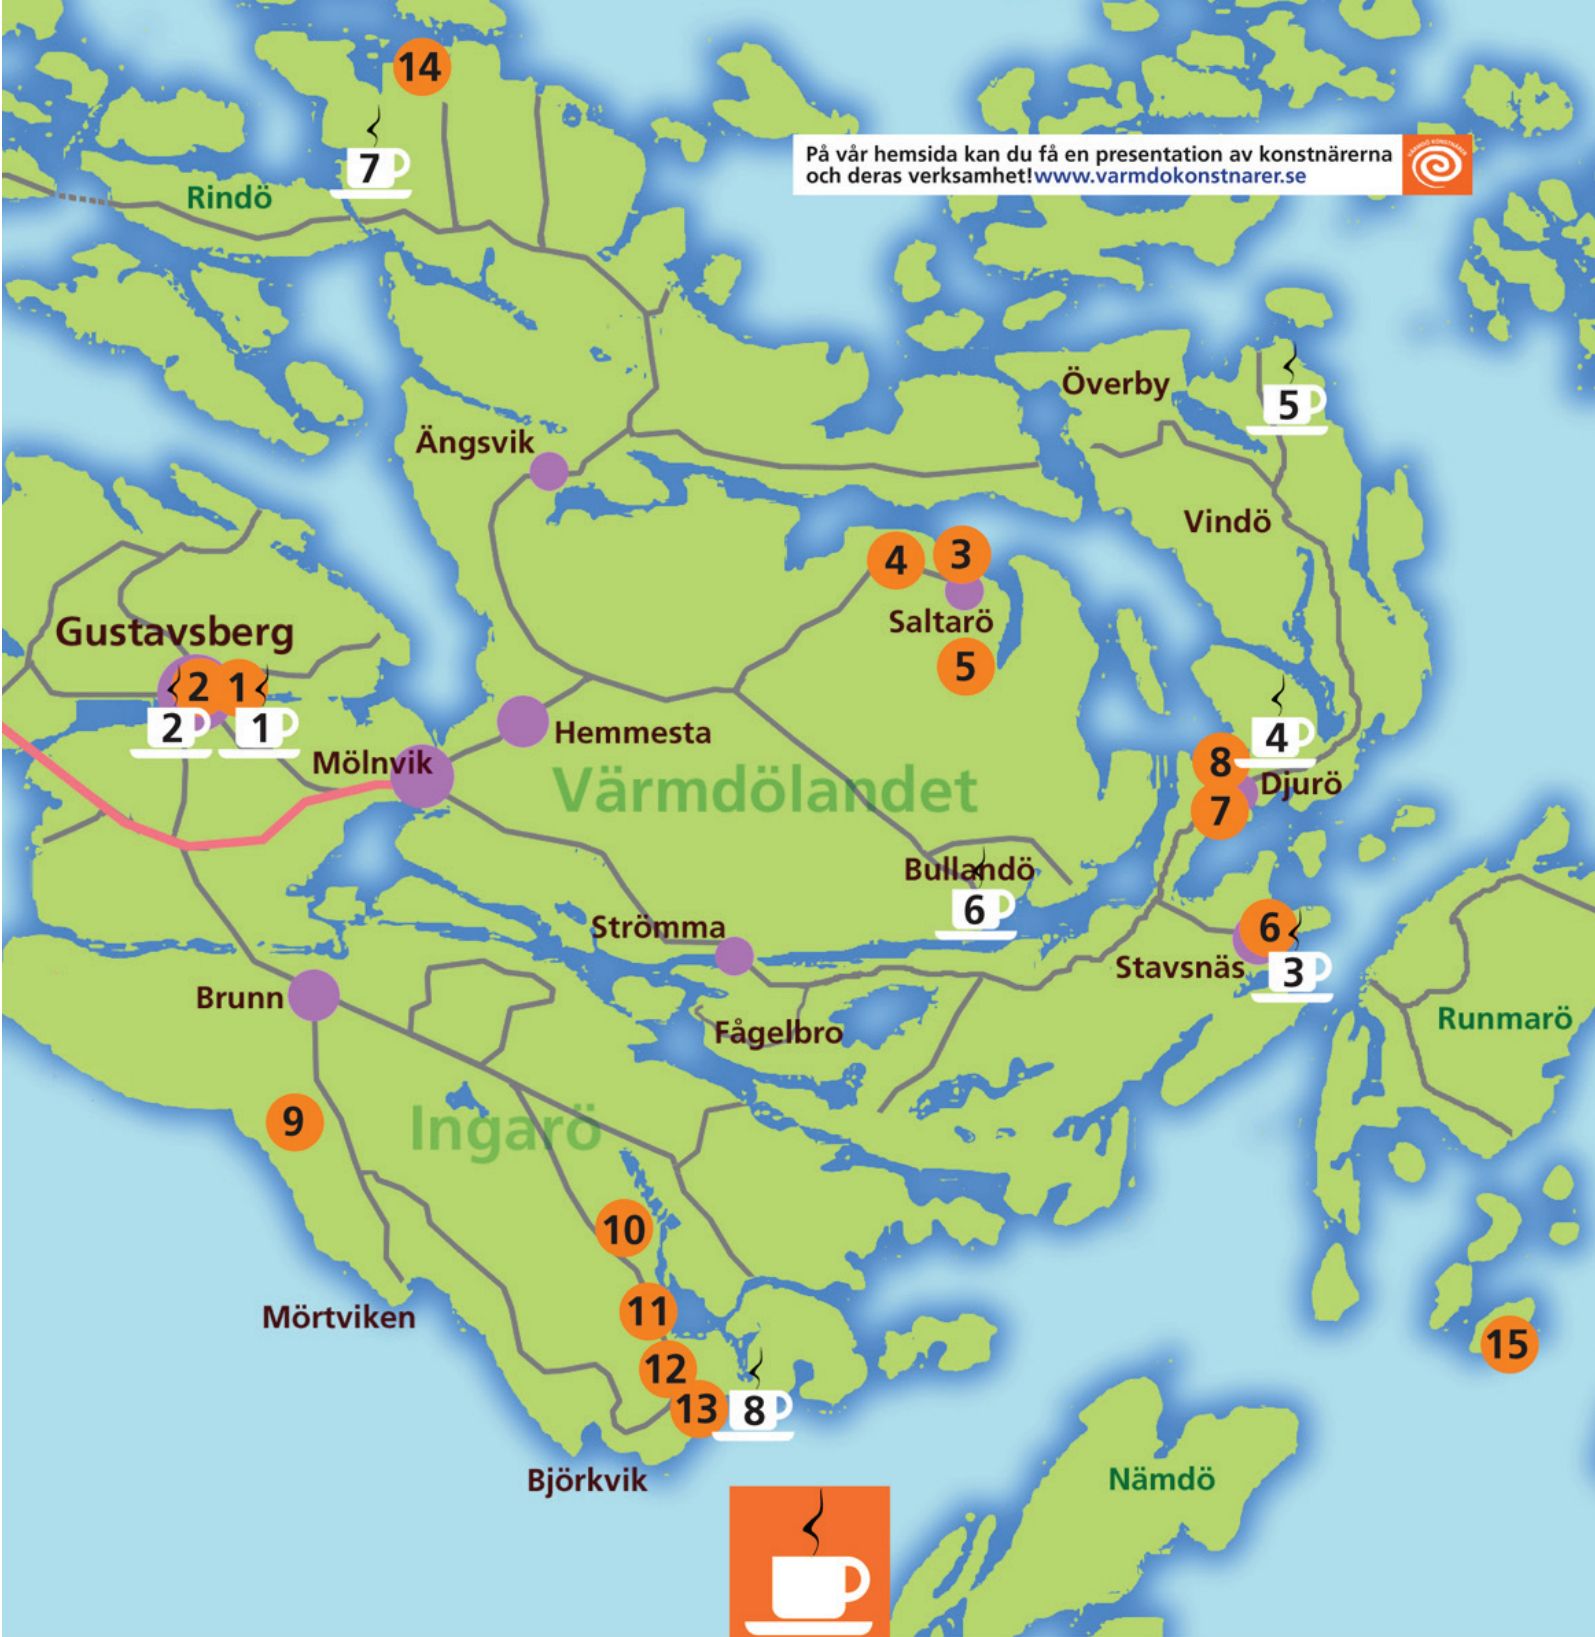 14
7
Rindö
På vår hemsida kan du få en presentation av konstnärerna
och deras verksamhet! www.varmdokonstnarer.se
VÄRMDÖ KONSTNÄRER
Överby
5
Ängsvik
Vindö
4
3
Saltarö
5
Gustavsberg
2
1
2
1
Mölnvik
Hemmesta
Värmdölandet
4
8
Djurö
7
Bullandö
6
Strömma
6
Stavsnäs
3
Brunn
Fågelbro
Runmarö
9
Ingarö
10
Mörtviken
11
15
12
13
8
Björkvik
Nämdö